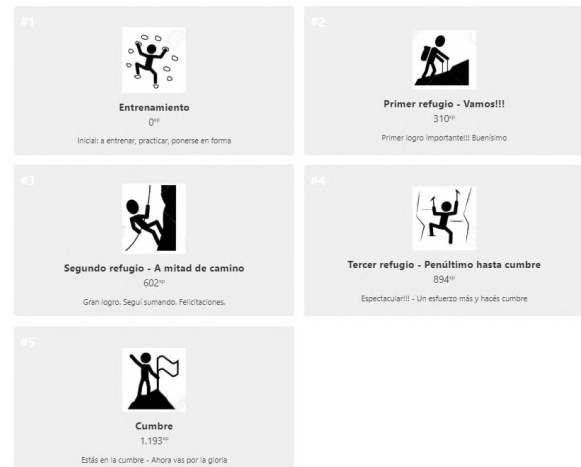 #1
Entrenamiento
0xp
Inicial: a entrenar, practicar, ponerse en forma
#2
Primer refugio - Vamos!!!
310xp
Primer logro importante!!! Buenísimo
#3
Segundo refugio - A mitad de camino
602xp
Gran logro. Seguí sumando. Felicitaciones.
#4
Tercer refugio - Penúltimo hasta cumbre
894xp
Espectacular!!! - Un esfuerzo más y hacés cumbre
#5
Cumbre
1.193xp
Estás en la cumbre - Ahora vas por la gloria